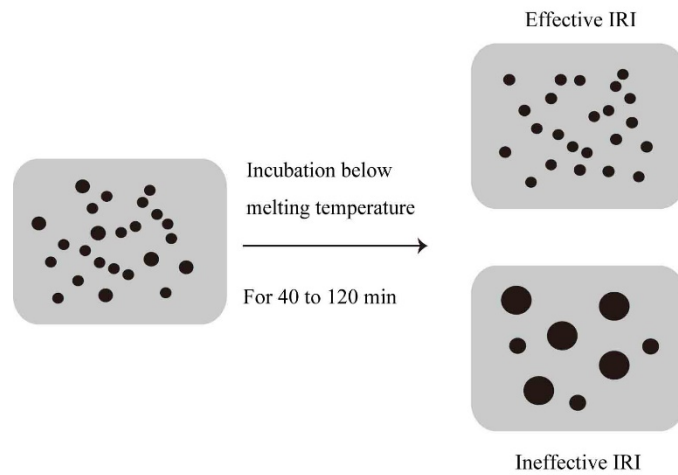 Effective IRI
Incubation below
melting temperature
For 40 to 120 min
Ineffective IRI